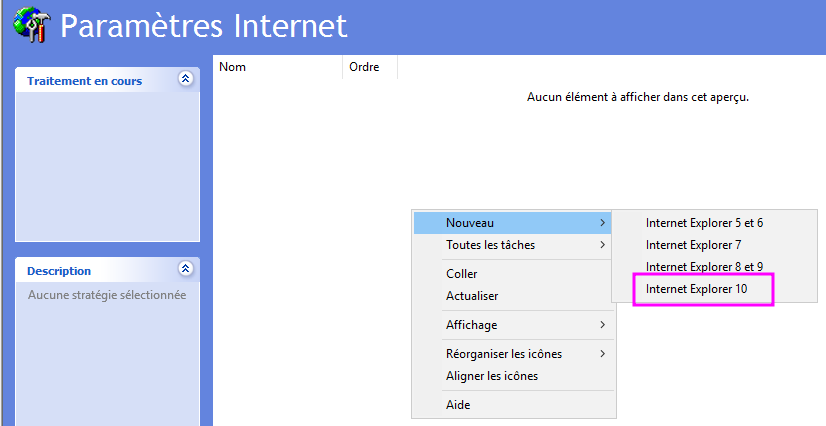 Paramètres Internet
Traitement en cours
Nom
Ordre
Aucun élément à afficher dans cet aperçu.
Description
Aucune stratégie sélectionnée
Nouveau
Toutes les tâches
Coller
Actualiser
Affichage
Réorganiser les icônes
Aligner les icônes
Aide
Internet Explorer 5 et 6
Internet Explorer 7
Internet Explorer 8 et 9
Internet Explorer 10